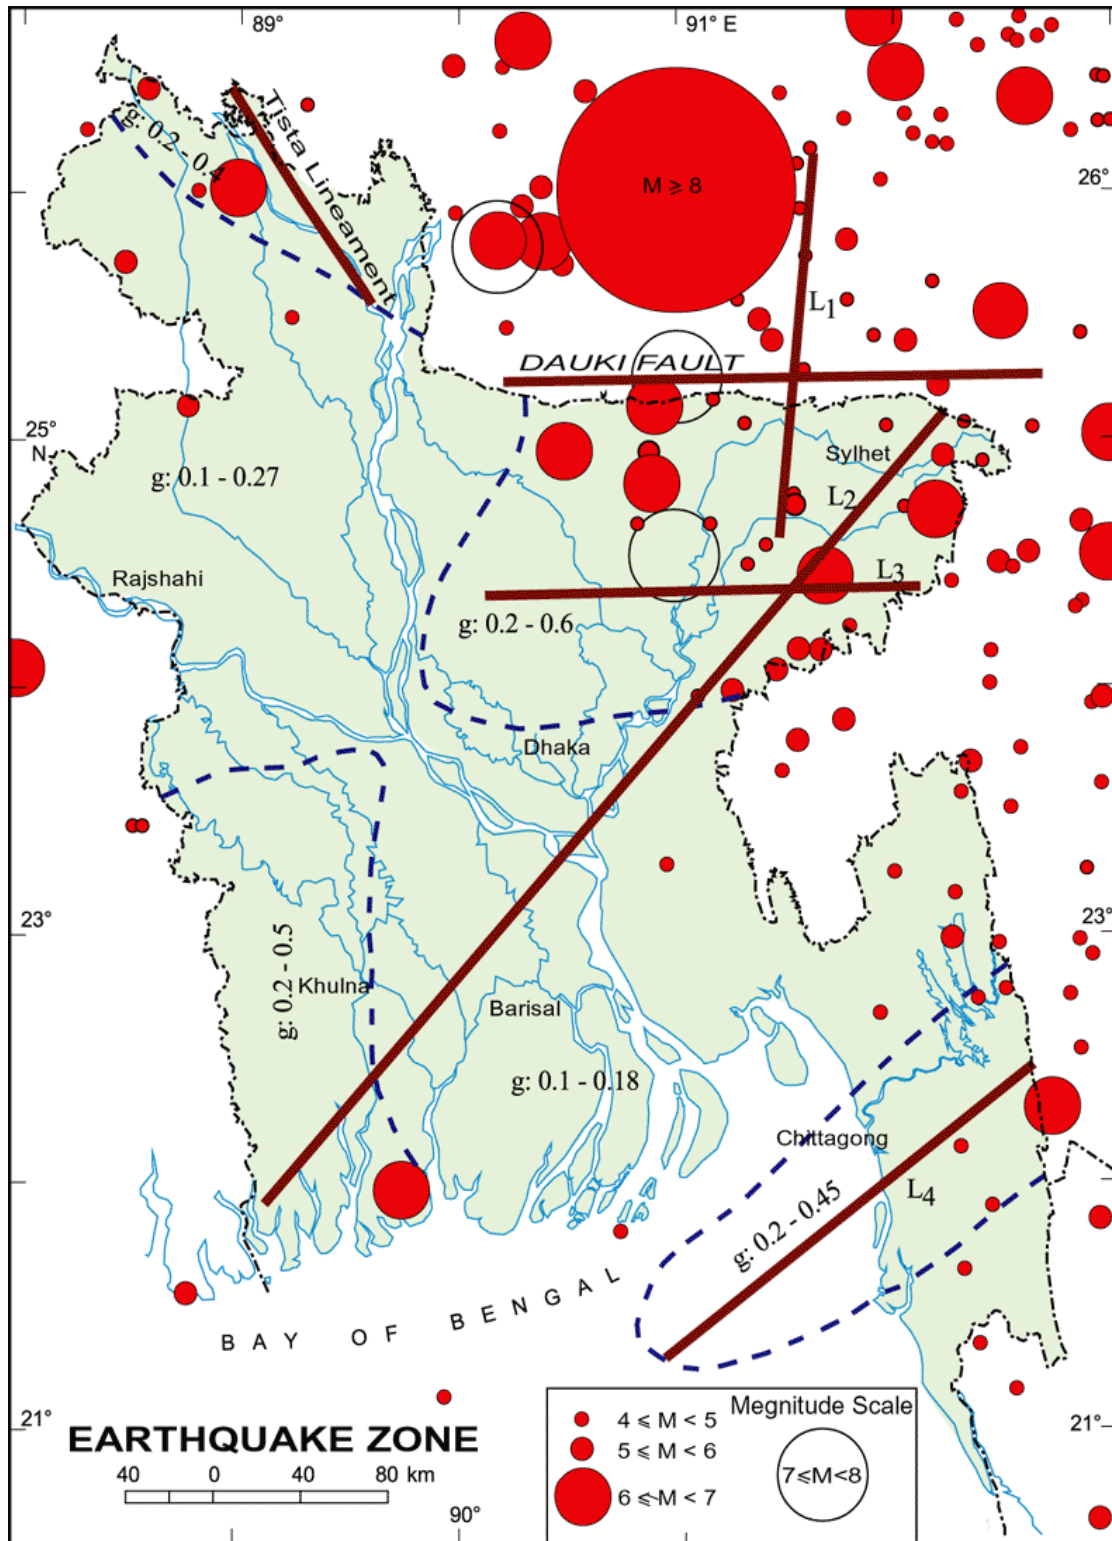 89°
91° E
Tista Lineament
g: 0.2 - 0.4
M ≥ 8
26°
L1
DAUKI FAULT
25°
N
Sylhet
g: 0.1 - 0.27
L2
Rajshahi
L3
g: 0.2 - 0.6
Dhaka
23°
23°
g: 0.2 - 0.5
Khulna
Barisal
g: 0.1 - 0.18
Chittagong
L4
g: 0.2 - 0.45
BAY OF BENGAL
21°
21°
EARTHQUAKE ZONE
40 0 40 80 km
90°
Megnitude Scale
4 ⩽ M < 5
5 ⩽ M < 6
6 ⩽ M < 7
7⩽M<8